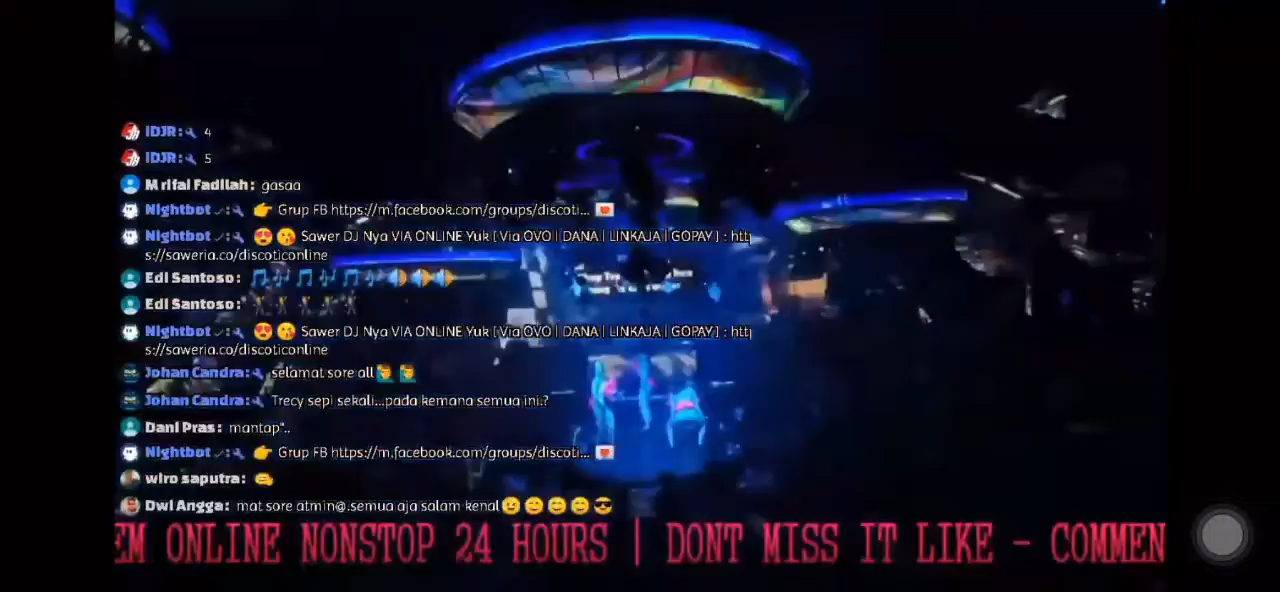 IDJR: 4
IDJR: 5
M rifai Fadilah: gasaa
Nightbot ✓: 👉 Grup FB https://m.facebook.com/groups/discoti... 💌
Nightbot ✓: 😍 😘 Sawer DJ Nya VIA ONLINE Yuk [ Via OVO | DANA | LINKAJA | GOPAY ] : htt
s://saweria.co/discoticonline
Edi Santoso: 🎵🎶🎵🎶🎵🎶🔊🔊🔊
Edi Santoso:
Nightbot ✓: 😍 😘 Sawer DJ Nya VIA ONLINE Yuk [ Via OVO | DANA | LINKAJA | GOPAY ] : htt
s://saweria.co/discoticonline
Johan Candra: selamat sore all 🙋‍♂️ 🙋‍♂️
Johan Candra: Trecy sepi sekali...pada kemana semua ini.?
Dani Pras: mantap"..
Nightbot ✓: 👉 Grup FB https://m.facebook.com/groups/discoti... 💌
wiro saputra:
Dwi Angga: mat sore atmin@.semua aja salam kenal😉😊😊😊😎
EM ONLINE NONSTOP 24 HOURS | DONT MISS IT LIKE - COMMEN